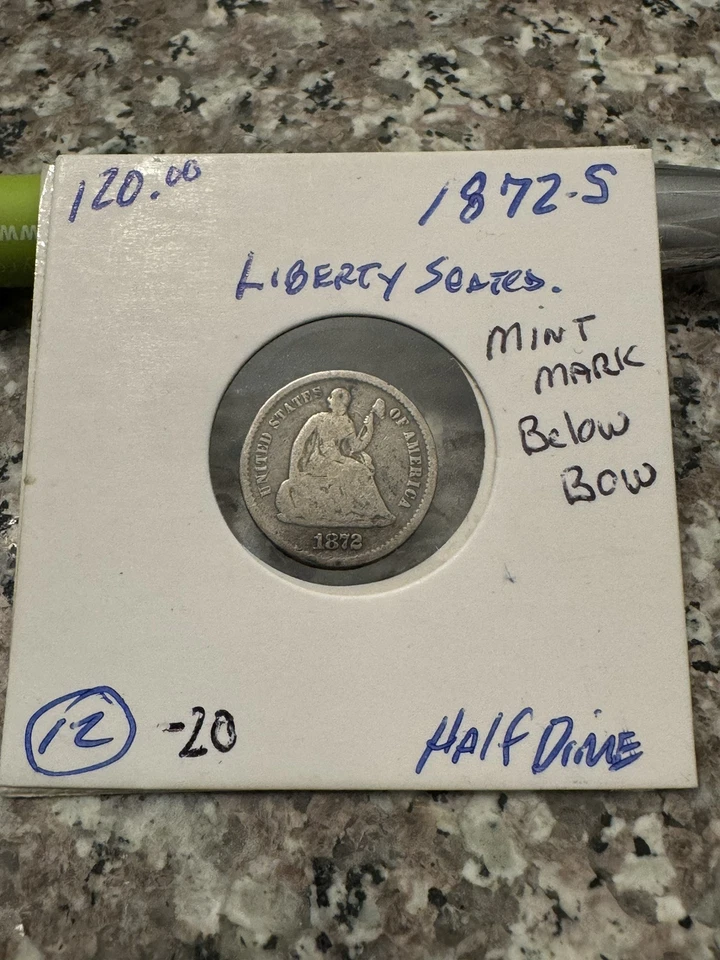 120.00
1872-S
LIBERTY SEATED.
MINT
MARK
Below
BOW
UNITED STATES OF AMERICA
1872
12
-20
HALF DIME